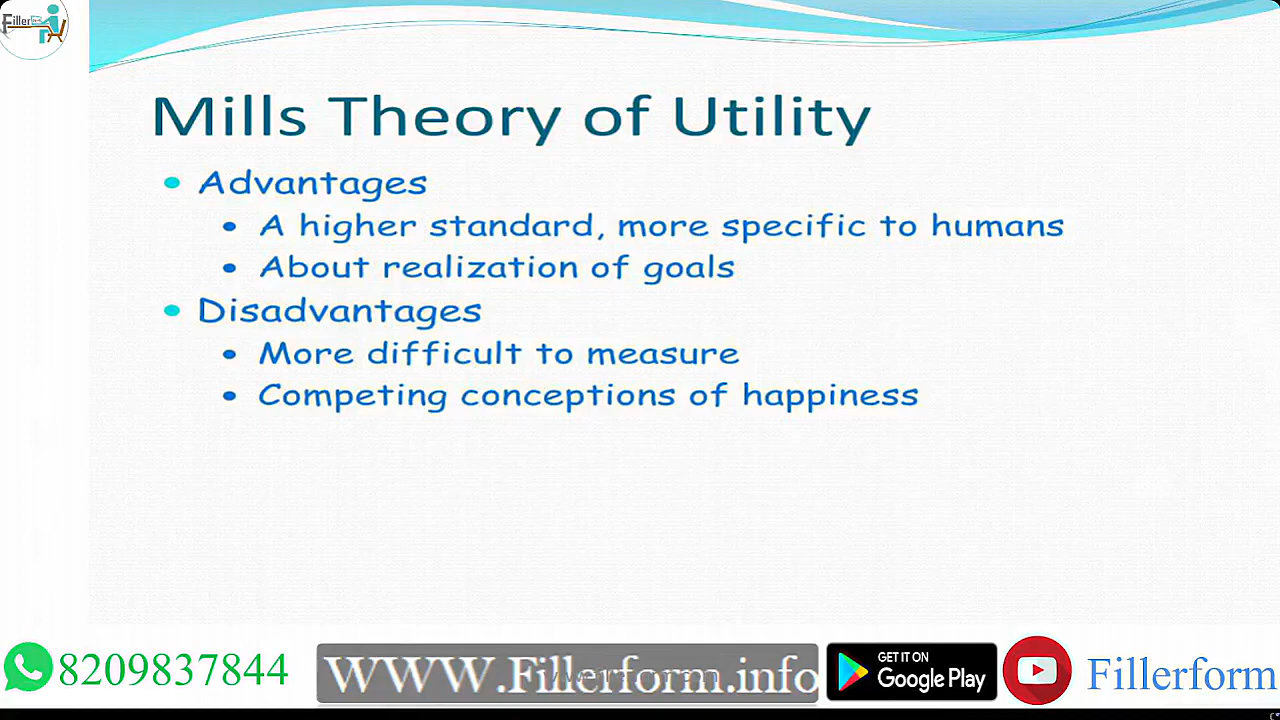 Filler
Mills Theory of Utility
Advantages
A higher standard, more specific to humans
About realization of goals
Disadvantages
More difficult to measure
Competing conceptions of happiness
8209837844
WWW.Fillerform.info
GET IT ON
Google Play
Fillerform